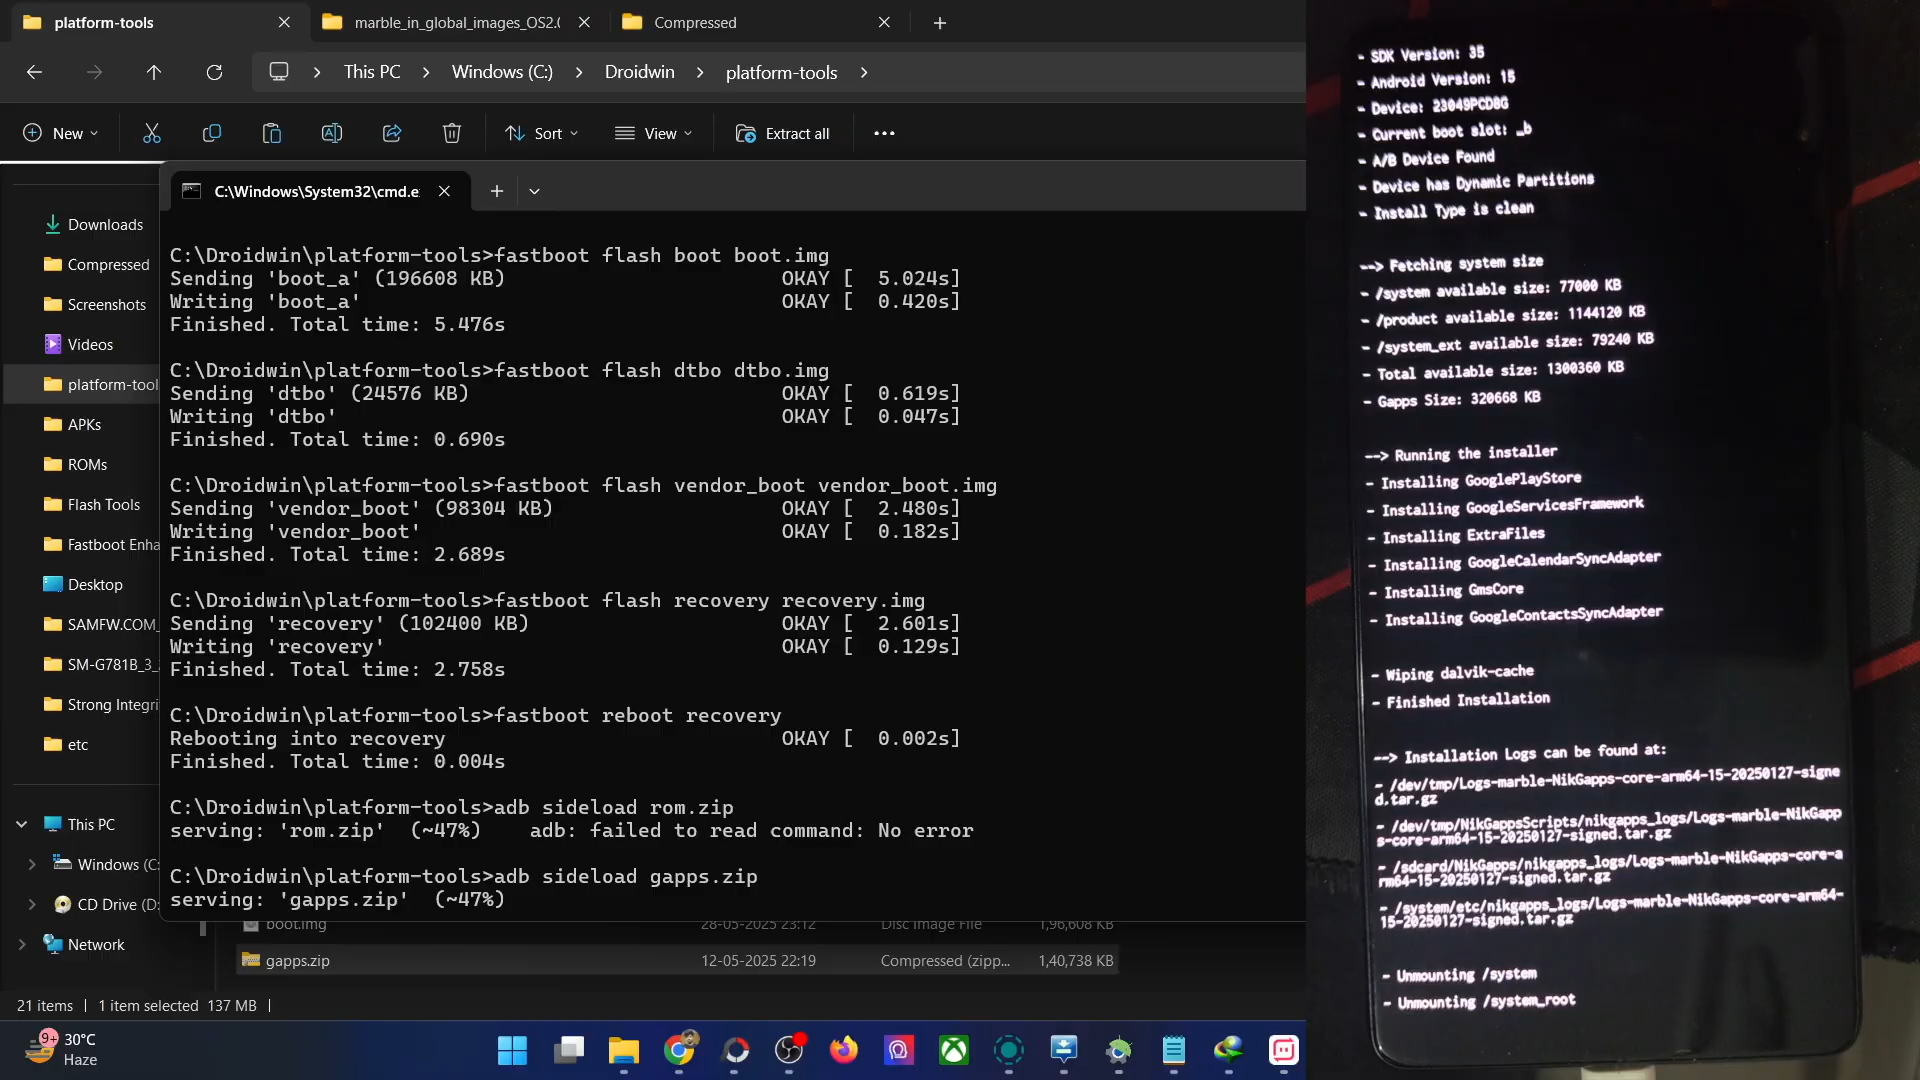 platform-tools
marble_in_global_images_OS2.(
Compressed
This PC
Windows (C:)
Droidwin
platform-tools
New
Sort
View
Extract all
C:\Windows\System32\cmd.e
Downloads
Compressed
Screenshots
Videos
platform-tool
APKs
ROMs
Flash Tools
Fastboot Enha
Desktop
SAMFW.COM_
SM-G781B_3_
Strong Integri
etc
This PC
Windows (C:
CD Drive (D:
Network
C:\Droidwin\platform-tools>fastboot flash boot boot.img
Sending 'boot_a' (196608 KB) OKAY [ 5.024s]
Writing 'boot_a' OKAY [ 0.420s]
Finished. Total time: 5.476s
C:\Droidwin\platform-tools>fastboot flash dtbo dtbo.img
Sending 'dtbo' (24576 KB) OKAY [ 0.619s]
Writing 'dtbo' OKAY [ 0.047s]
Finished. Total time: 0.690s
C:\Droidwin\platform-tools>fastboot flash vendor_boot vendor_boot.img
Sending 'vendor_boot' (98304 KB) OKAY [ 2.480s]
Writing 'vendor_boot' OKAY [ 0.182s]
Finished. Total time: 2.689s
C:\Droidwin\platform-tools>fastboot flash recovery recovery.img
Sending 'recovery' (102400 KB) OKAY [ 2.601s]
Writing 'recovery' OKAY [ 0.129s]
Finished. Total time: 2.758s
C:\Droidwin\platform-tools>fastboot reboot recovery
Rebooting into recovery OKAY [ 0.002s]
Finished. Total time: 0.004s
C:\Droidwin\platform-tools>adb sideload rom.zip
serving: 'rom.zip' (~47%) adb: failed to read command: No error
C:\Droidwin\platform-tools>adb sideload gapps.zip
serving: 'gapps.zip' (~47%)
boot.img 28-05-2025 23:12 Disc Image File 1,96,608 KB
gapps.zip 12-05-2025 22:19 Compressed (zipp... 1,40,738 KB
21 items 1 item selected 137 MB
9+
30°C
Haze
- SDK Version: 35
- Android Version: 15
- Device: 23049PCD8G
- Current boot slot: _b
- A/B Device Found
- Device has Dynamic Partitions
- Install Type is clean
--> Fetching system size
- /system available size: 77000 KB
- /product available size: 1144120 KB
- /system_ext available size: 79240 KB
- Total available size: 1300360 KB
- Gapps Size: 320668 KB
--> Running the installer
- Installing GooglePlayStore
- Installing GoogleServicesFramework
- Installing ExtraFiles
- Installing GoogleCalendarSyncAdapter
- Installing GmsCore
- Installing GoogleContactsSyncAdapter
- Wiping dalvik-cache
- Finished Installation
--> Installation Logs can be found at:
- /dev/tmp/Logs-marble-NikGapps-core-arm64-15-20250127-signe
d.tar.gz
- /dev/tmp/NikGappsScripts/nikgapps_logs/Logs-marble-NikGapp
s-core-arm64-15-20250127-signed.tar.gz
- /sdcard/NikGapps/nikgapps_logs/Logs-marble-NikGapps-core-a
rm64-15-20250127-signed.tar.gz
- /system/etc/nikgapps_logs/Logs-marble-NikGapps-core-arm64-
15-20250127-signed.tar.gz
- Unmounting /system
- Unmounting /system_root